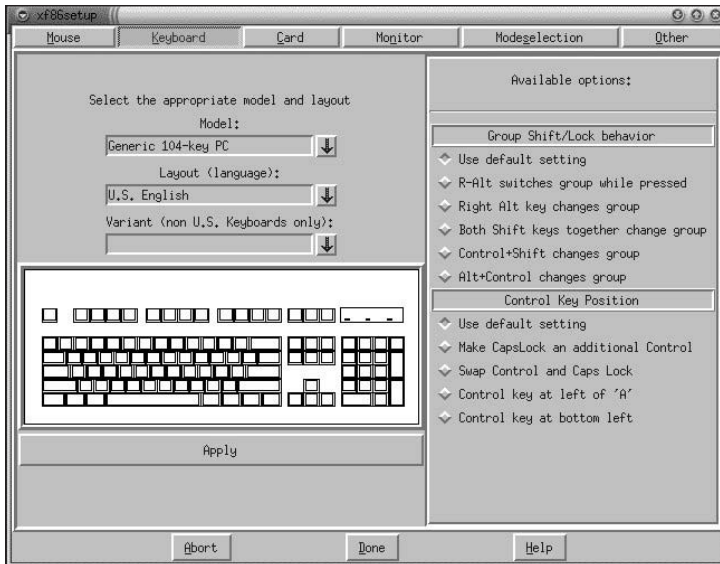 xf86setup
Mouse Keyboard Card Monitor Modeselection Other
Select the appropriate model and layout
Model:
Generic 104-key PC
Layout (language):
U.S. English
Variant (non U.S. Keyboards only):
Apply
Available options:
Group Shift/Lock behavior
Use default setting
R-Alt switches group while pressed
Right Alt key changes group
Both Shift keys together change group
Control+Shift changes group
Alt+Control changes group
Control Key Position
Use default setting
Make CapsLock an additional Control
Swap Control and Caps Lock
Control key at left of 'A'
Control key at bottom left
Abort Done Help